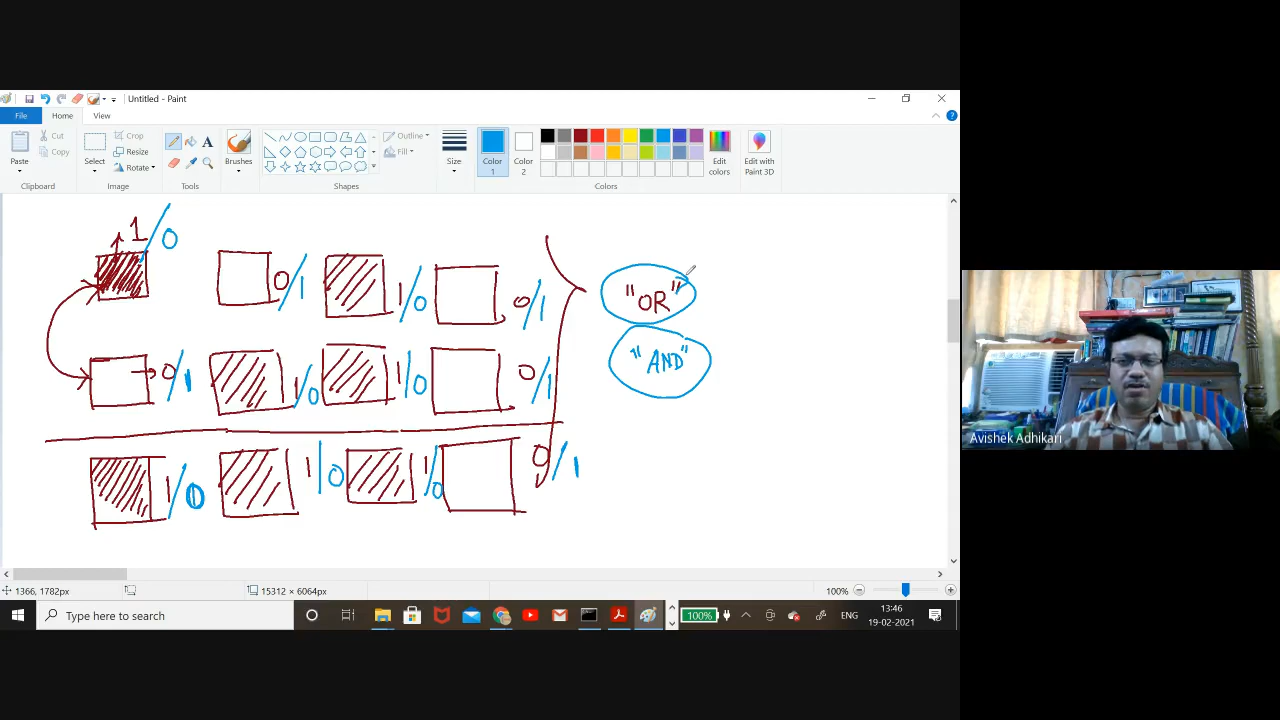 Untitled - Paint
File Home View
Paste
Cut
Copy
Clipboard
Select
Crop
Resize
Rotate
Image
A
Tools
Brushes
Outline
Fill
Shapes
Size
Color 1
Color 2
Edit colors
Colors
Edit with Paint 3D
1/0 0/1 1/0 0/1
"OR"
0/1 1/0 1/0 0/1
"AND"
1/0 1/0 1/0 0/1
Avishek Adhikari
1366, 1782px 15312 × 6064px 100%
Type here to search 100% ENG 13:46
19-02-2021